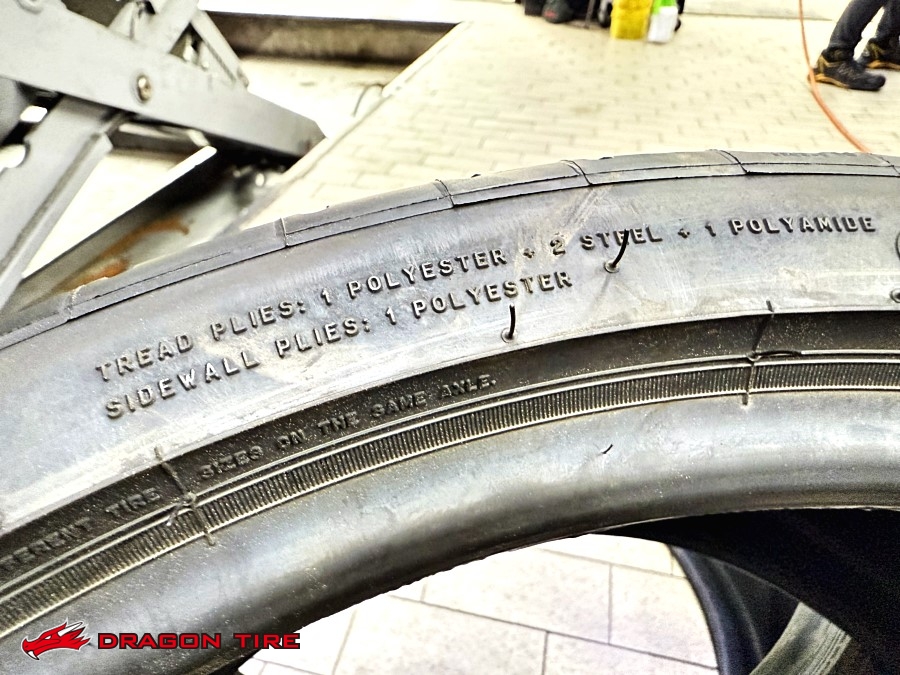 TREAD PLIES: 1 POLYESTER + 2 STEEL + 1 POLYAMIDE
SIDEWALL PLIES: 1 POLYESTER
TIRE SIZES ON THE SAME AXLE.
DRAGON TIRE